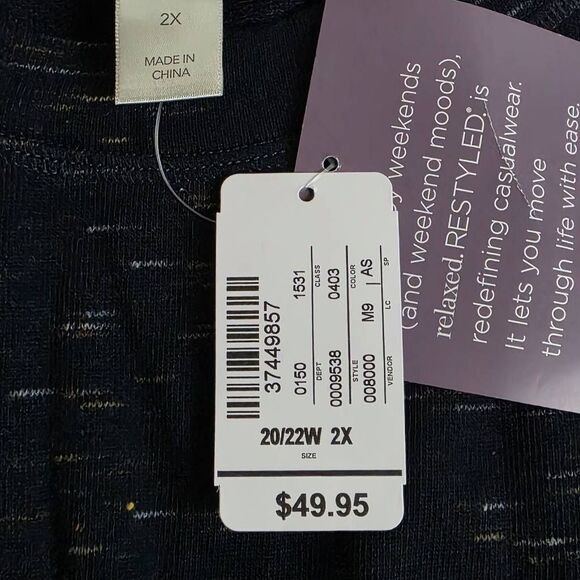 2X
MADE IN
CHINA
weekends
(and weekend moods),
relaxed.RESTYLED.® is
redefining casualwear.
It lets you move
through life with ease.
37449857
0150 1531
DEPT CLASS
0009538 0403
STYLE COLOR
008000 M9 | AS
VENDOR LC SP
20/22W 2X
SIZE
$49.95